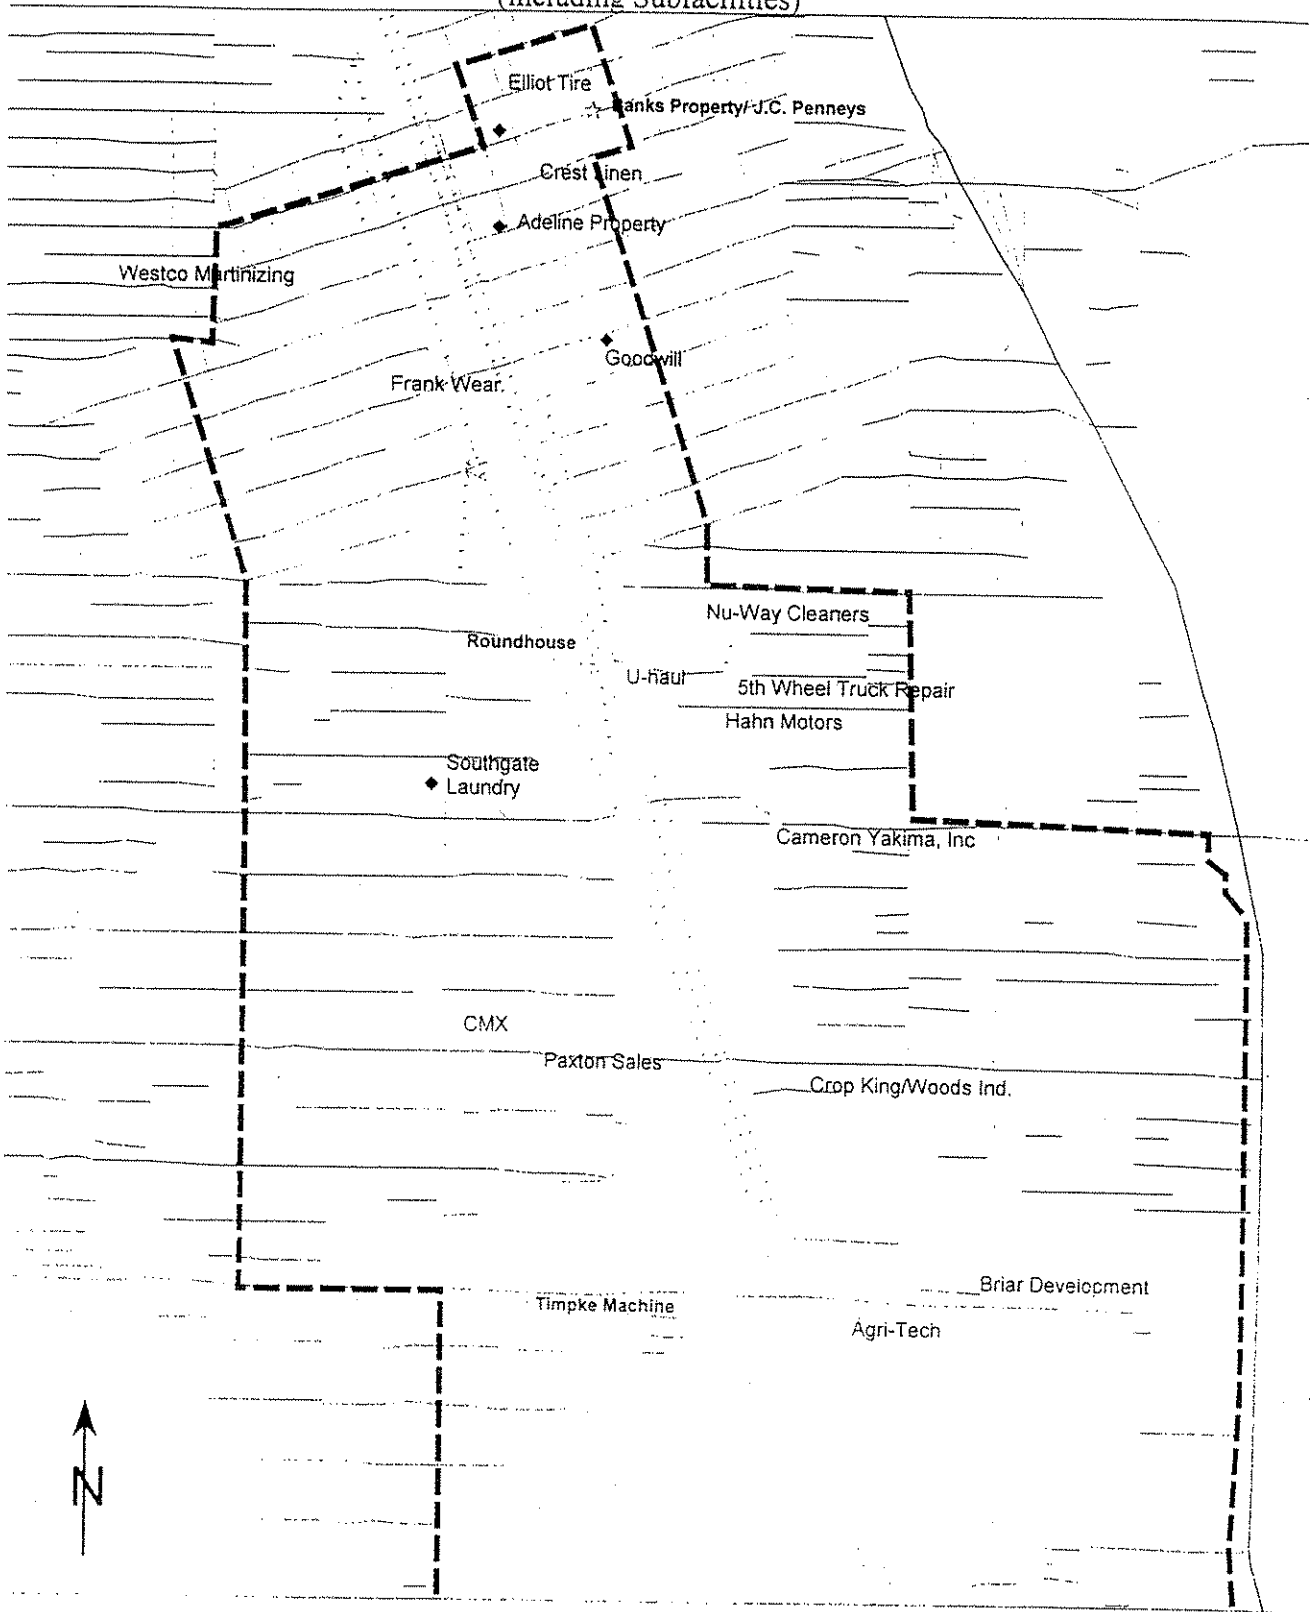 (including Subfacilities)
Elliot Tire
Hanks Property/ J.C. Penneys
Crest Linen
Adeline Property
Westco Martinizing
Goodwill
Frank Wear
Nu-Way Cleaners
Roundhouse
U-haul
5th Wheel Truck Repair
Hahn Motors
Southgate
Laundry
Cameron Yakima, Inc
CMX
Paxton Sales
Crop King/Woods Ind.
Briar Development
Timpke Machine
Agri-Tech
N